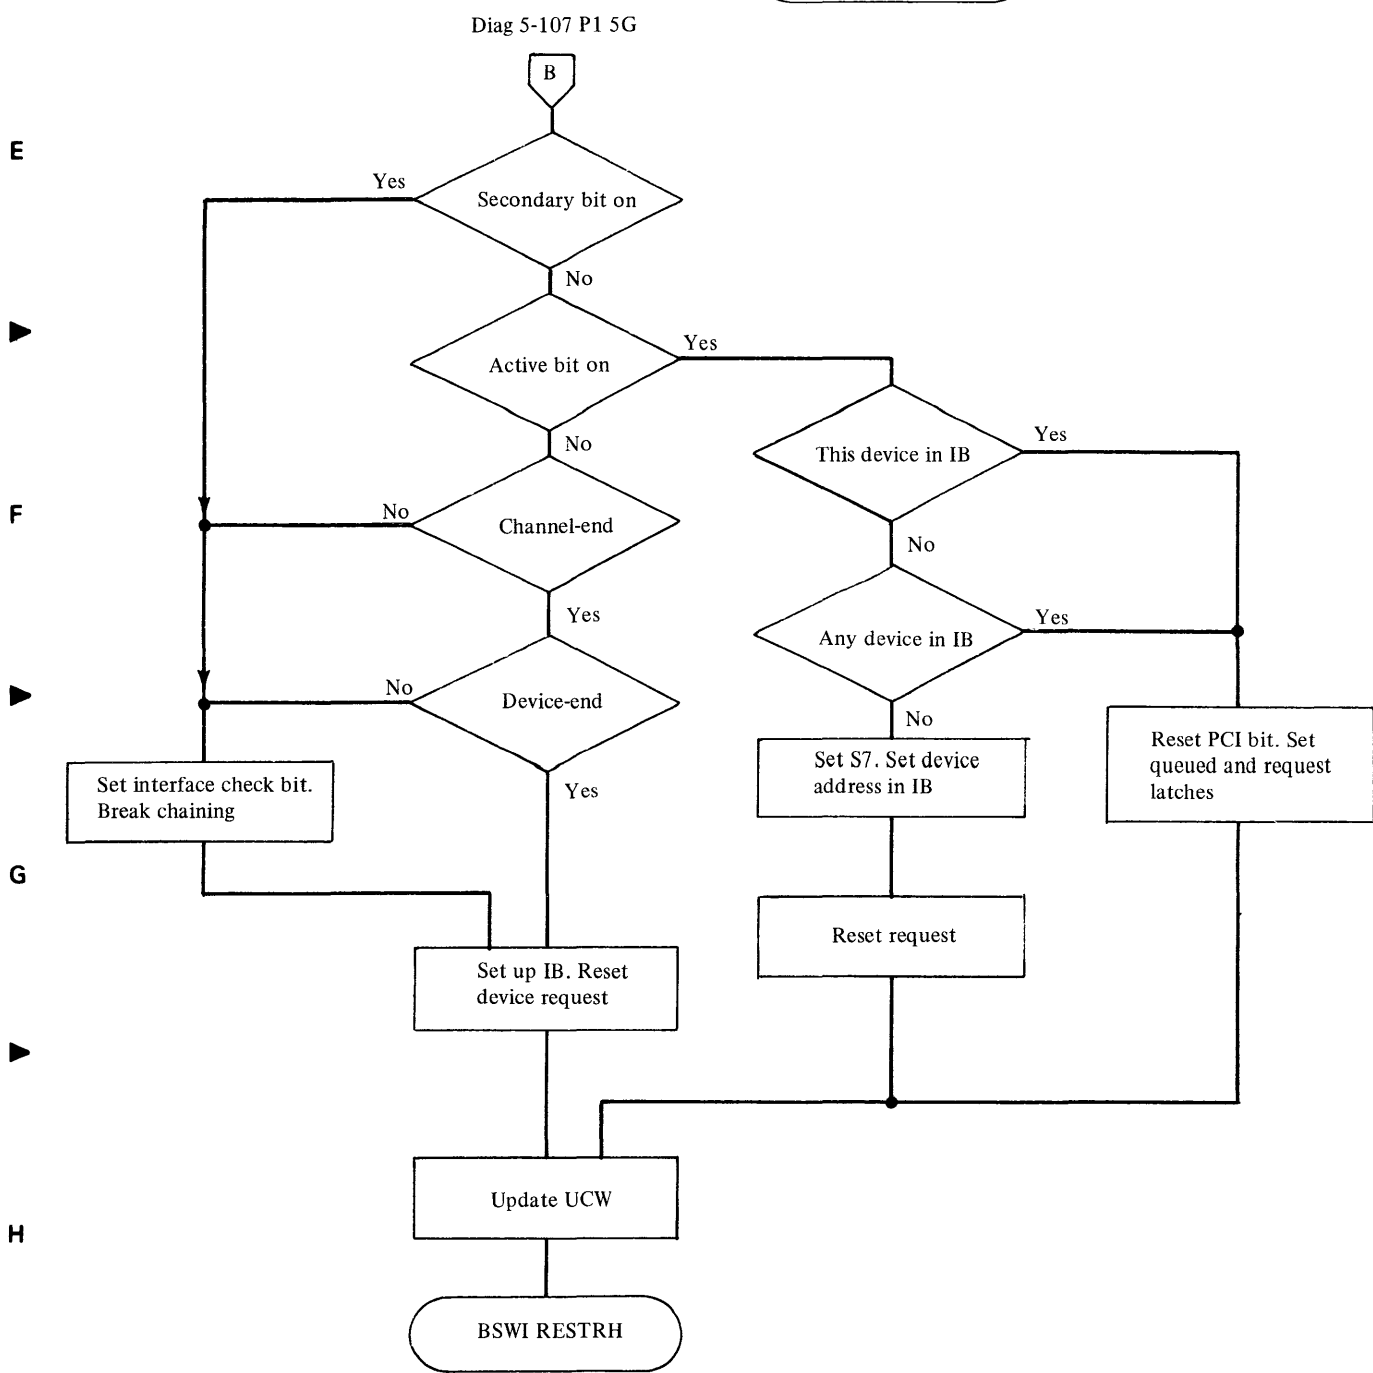 Diag 5-107 P1 5G
B
E
Yes
Secondary bit on
No
Yes
Active bit on
No
Yes
This device in IB
F
No
Channel-end
No
Yes
Yes
Any device in IB
No
Device-end
No
Yes
Set S7. Set device
address in IB
Reset PCI bit. Set
queued and request
latches
Set interface check bit.
Break chaining
G
Reset request
Set up IB. Reset
device request
Update UCW
H
BSWI RESTRH